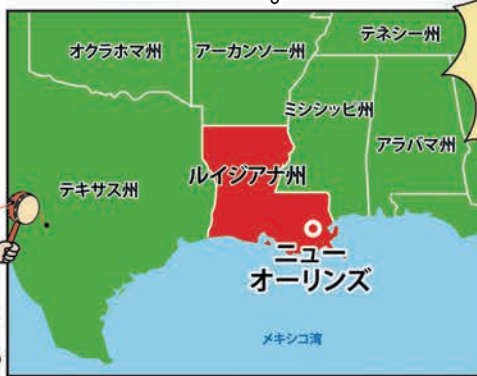 オクラホマ州
アーカンソー州
テネシー州
ミシシッピ州
アラバマ州
テキサス州
ルイジアナ州
ニュー
オーリンズ
メキシコ湾